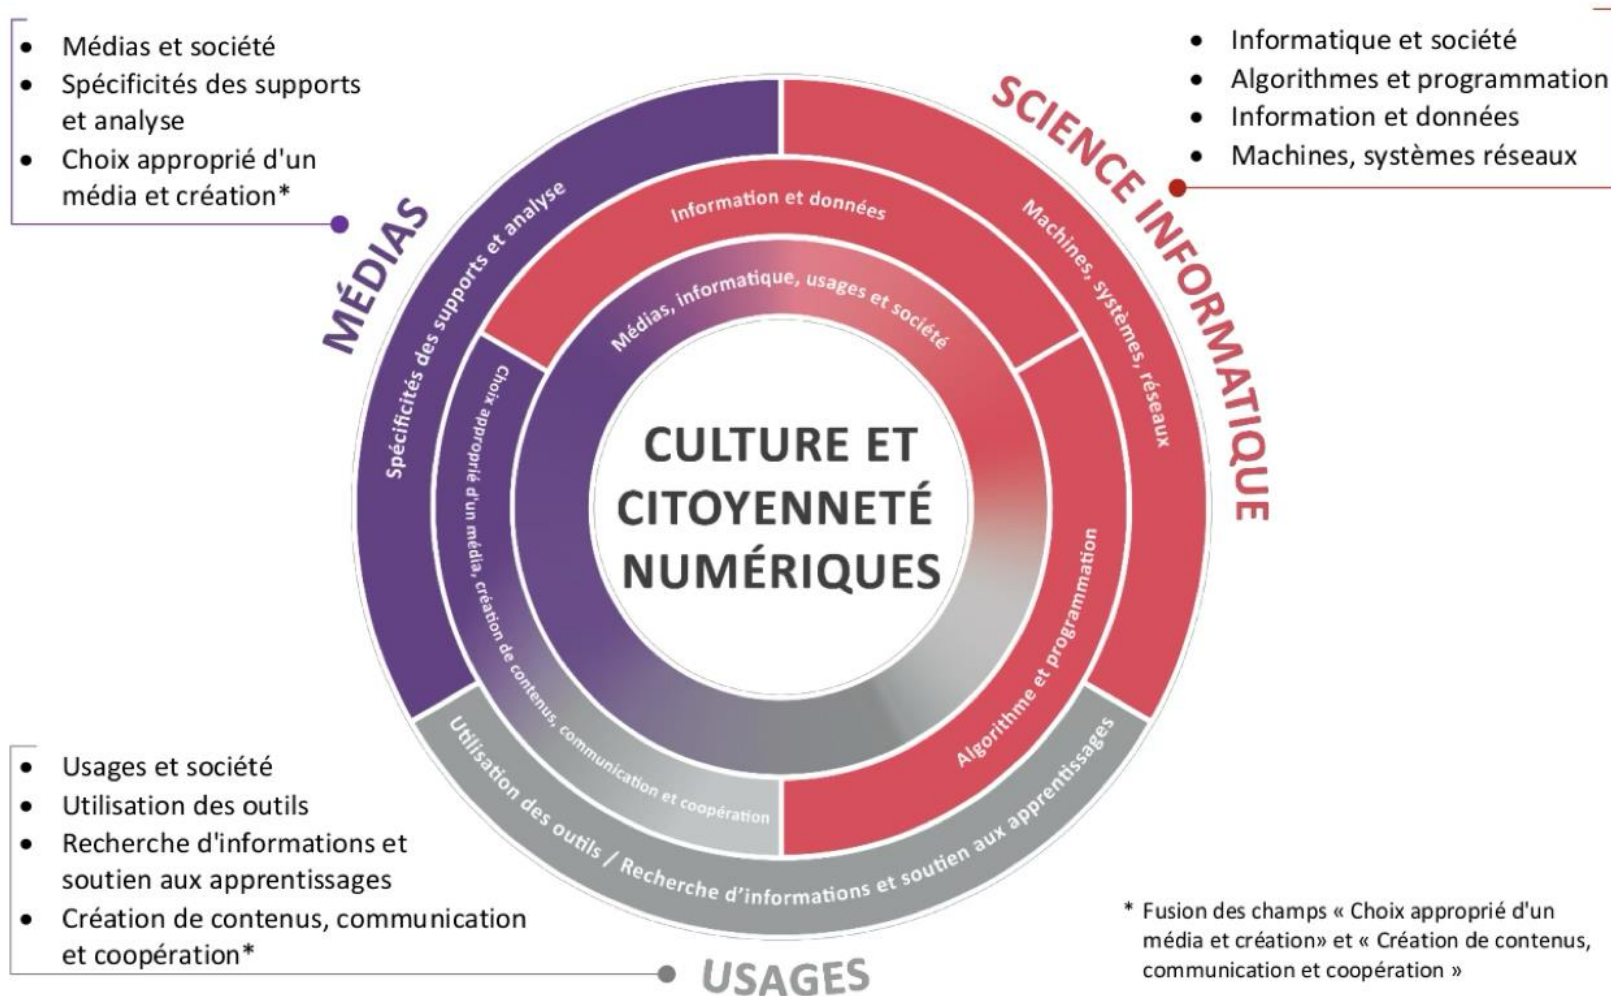 • Médias et société
• Spécificités des supports
et analyse
• Choix approprié d'un
média et création*
MÉDIAS
• Informatique et société
• Algorithmes et programmation
• Information et données
• Machines, systèmes réseaux
SCIENCE INFORMATIQUE
Spécificités des supports et analyse
Machines, systèmes, réseaux
Information et données
Médias, informatique, usages et société
Choix approprié d'un média, création de contenus, communication et coopération
Algorithme et programmation
CULTURE ET
CITOYENNETÉ
NUMÉRIQUES
Utilisation des outils / Recherche d'informations et soutien aux apprentissages
• Usages et société
• Utilisation des outils
• Recherche d'informations et
soutien aux apprentissages
• Création de contenus, communication
et coopération*
USAGES
* Fusion des champs « Choix approprié d'un
média et création» et « Création de contenus,
communication et coopération »